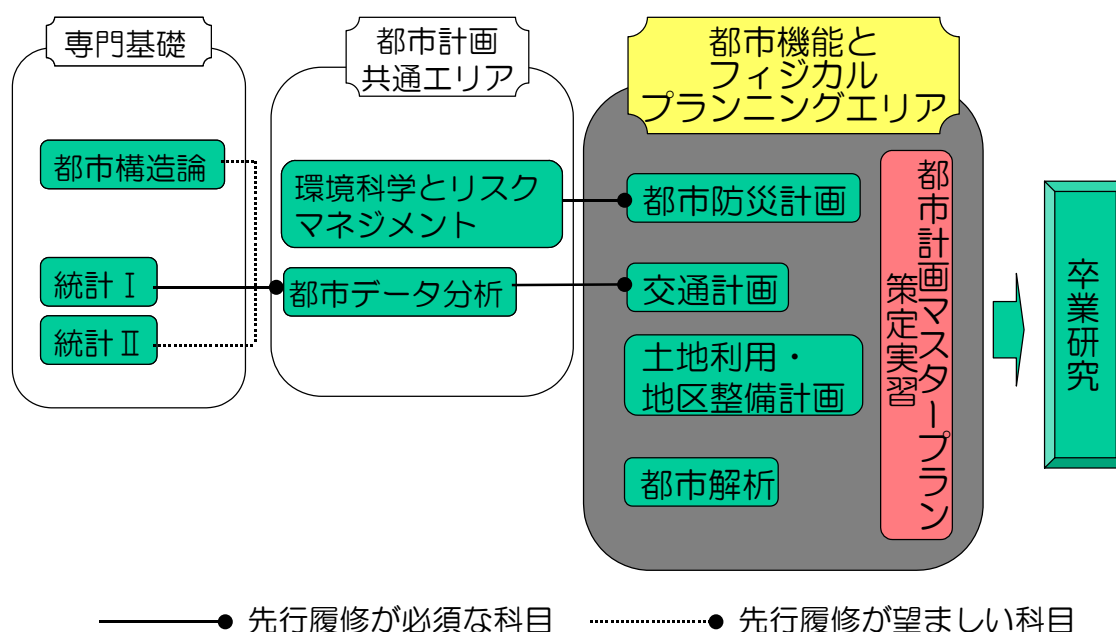 専門基礎
都市構造論
統計Ⅰ
統計Ⅱ
都市計画
共通エリア
環境科学とリスク
マネジメント
都市データ分析
都市機能と
フィジカル
プランニングエリア
都市防災計画
交通計画
土地利用・
地区整備計画
都市解析
都市計画マスタープラン
策定実習
卒業研究
先行履修が必須な科目
先行履修が望ましい科目